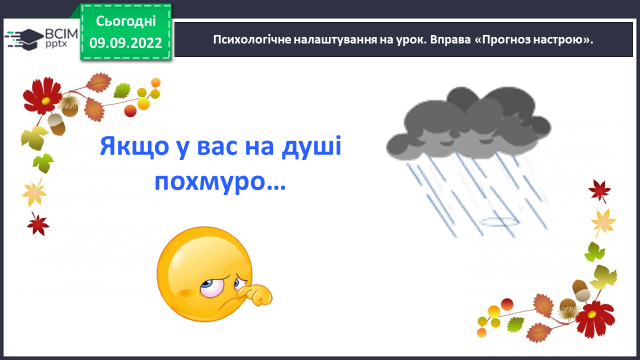 ВСІМ
pptx
Сьогодні
09.09.2022
Психологічне налаштування на урок. Вправа «Прогноз настрою».
Якщо у вас на душі
похмуро…